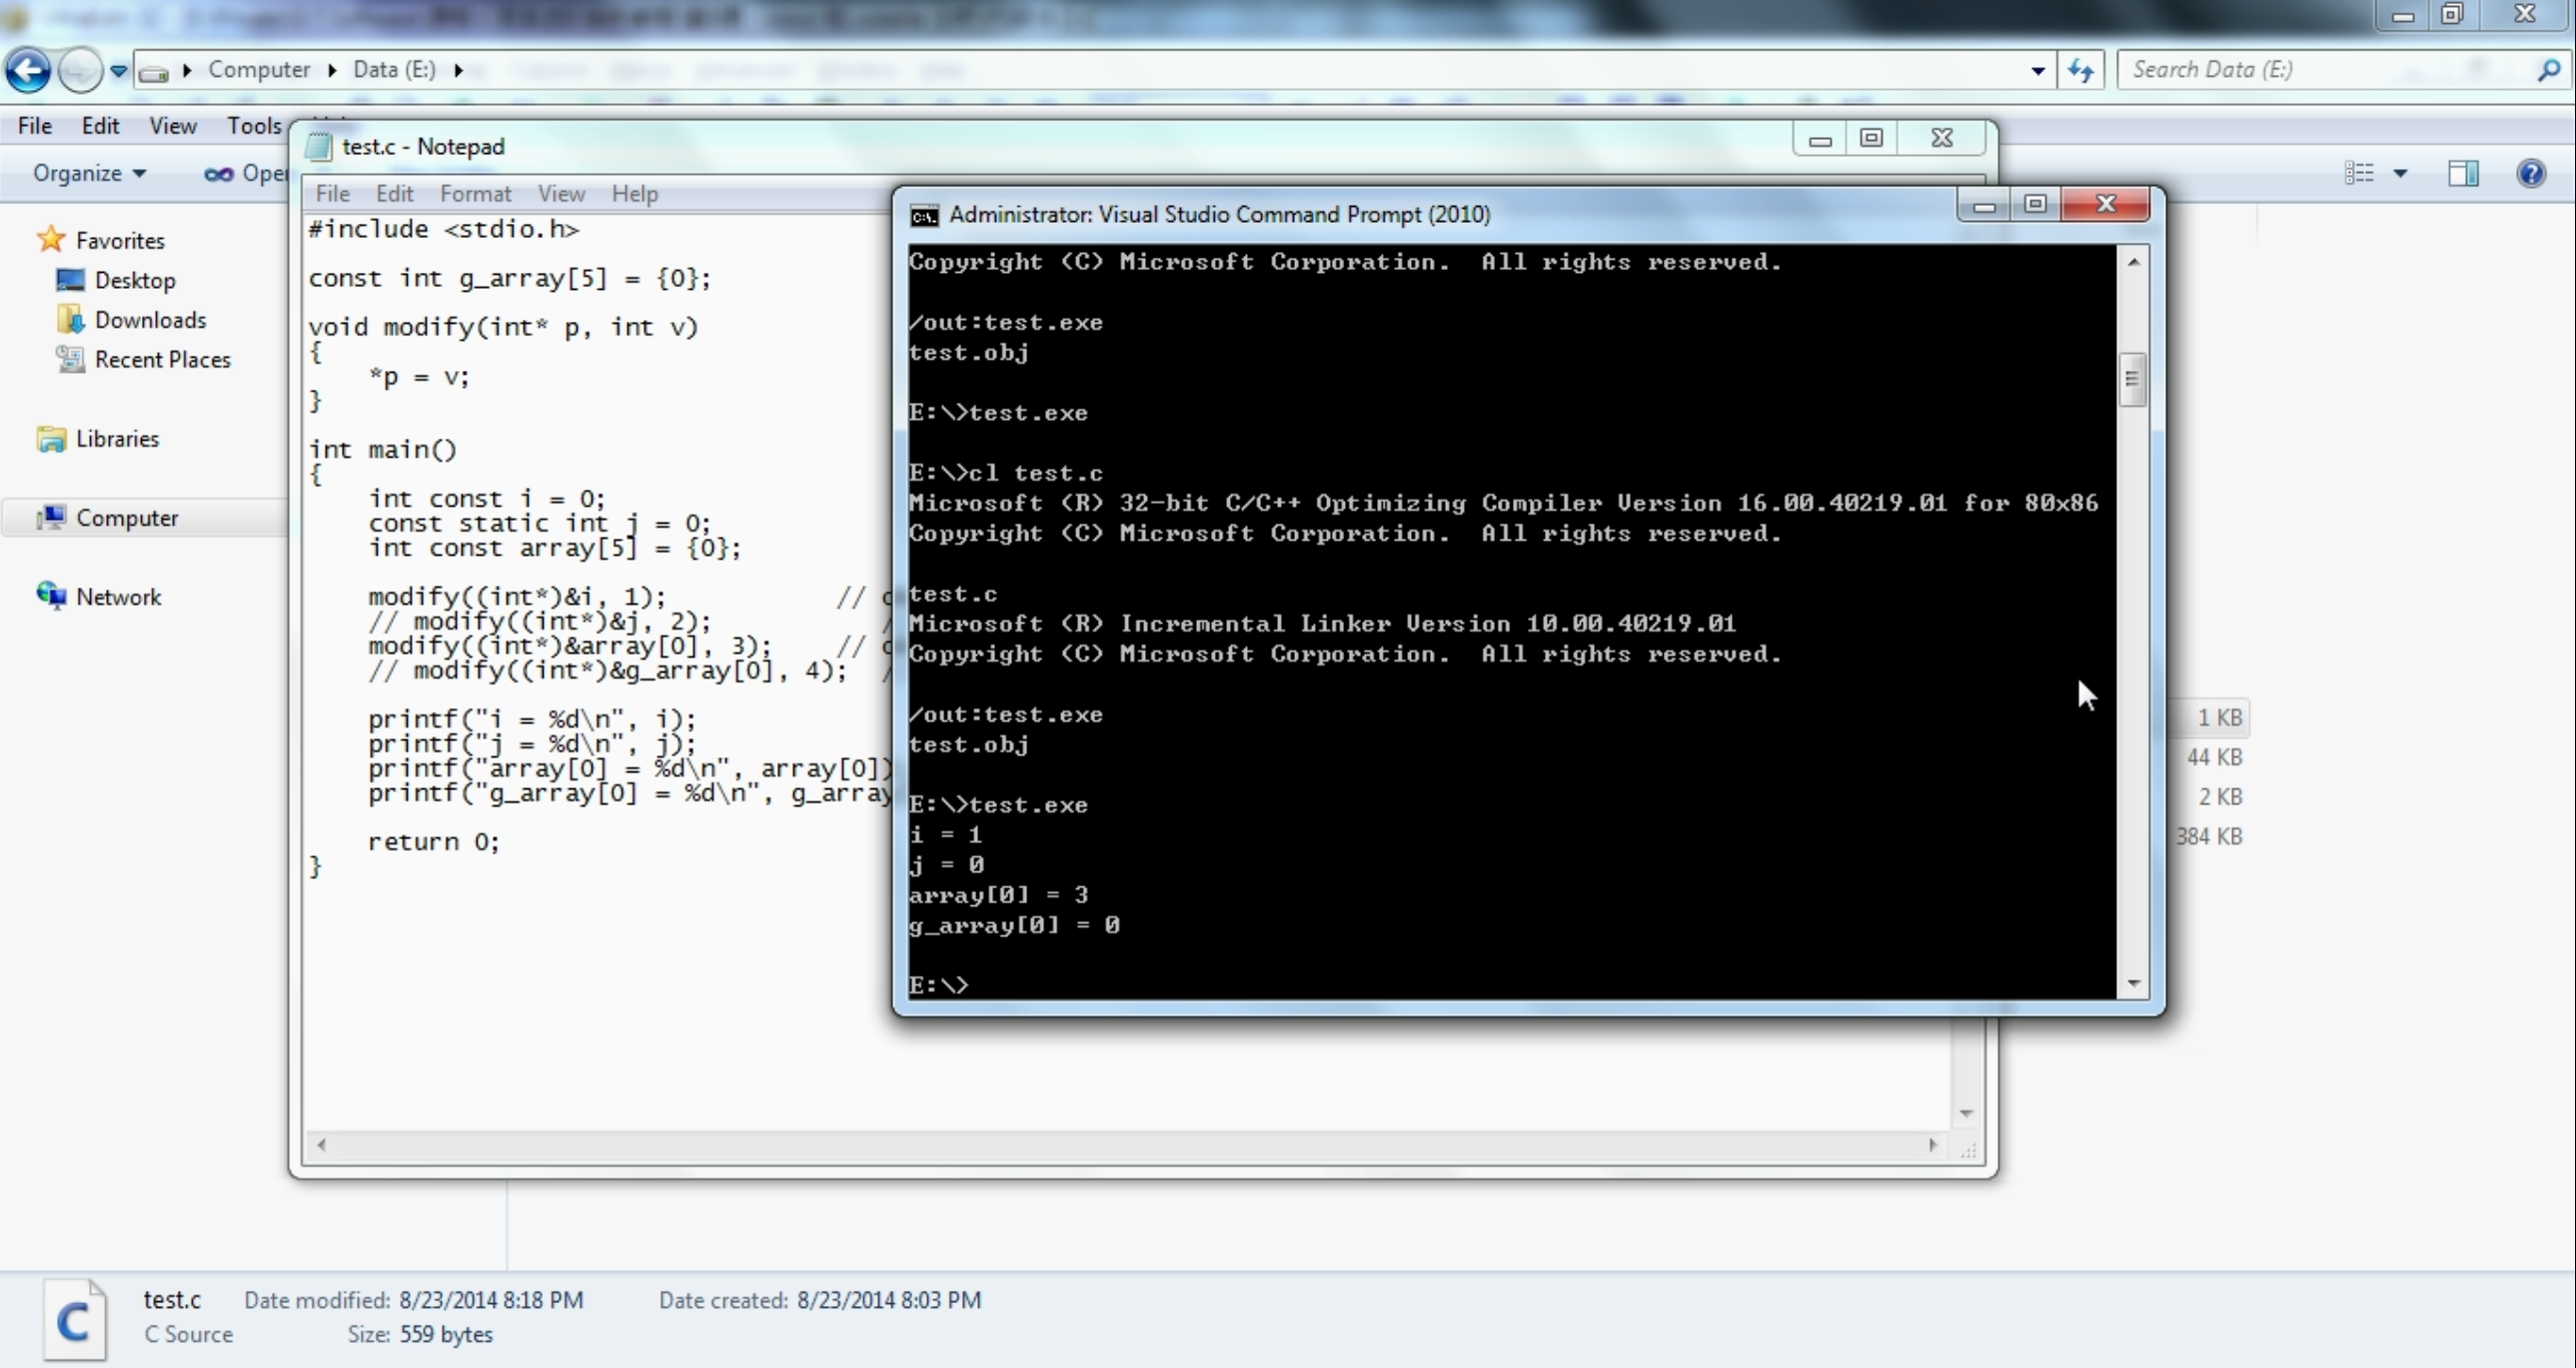 Computer
Data (E:)
Search Data (E:)
File Edit View Tools
Organize
test.c - Notepad
File Edit Format View Help
Favorites
Desktop
Downloads
Recent Places
Libraries
Computer
Network
#include <stdio.h>
const int g_array[5] = {0};
void modify(int* p, int v)
{
*p = v;
}
int main()
{
int const i = 0;
const static int j = 0;
int const array[5] = {0};
modify((int*)&i, 1); //
// modify((int*)&j, 2);
modify((int*)&array[0], 3); //
// modify((int*)&g_array[0], 4);
printf("i = %d\n", i);
printf("j = %d\n", j);
printf("array[0] = %d\n", array[0])
printf("g_array[0] = %d\n", g_array
return 0;
}
Administrator: Visual Studio Command Prompt (2010)
Copyright (C) Microsoft Corporation. All rights reserved.
/out:test.exe
test.obj
E:\>test.exe
E:\>cl test.c
Microsoft (R) 32-bit C/C++ Optimizing Compiler Version 16.00.40219.01 for 80x86
Copyright (C) Microsoft Corporation. All rights reserved.
test.c
Microsoft (R) Incremental Linker Version 10.00.40219.01
Copyright (C) Microsoft Corporation. All rights reserved.
/out:test.exe
test.obj
E:\>test.exe
i = 1
j = 0
array[0] = 3
g_array[0] = 0
E:\>
1 KB
44 KB
2 KB
384 KB
test.c Date modified: 8/23/2014 8:18 PM Date created: 8/23/2014 8:03 PM
C Source Size: 559 bytes